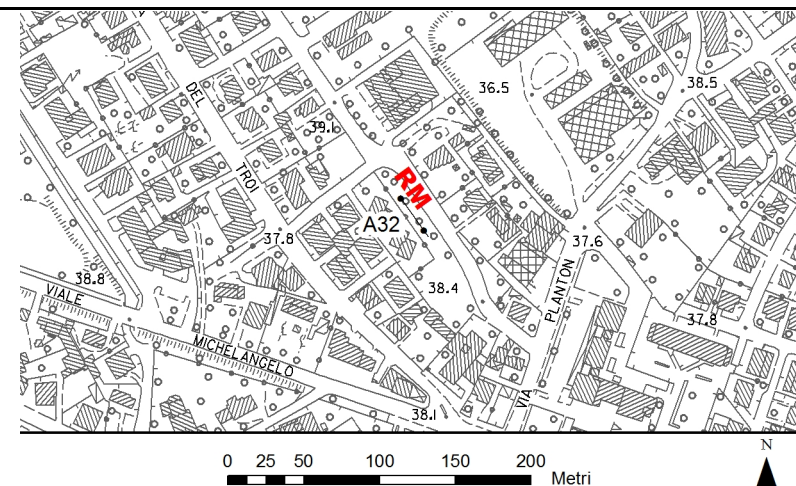 36.5
38.5
DEL
39.1
TROI
RM
A32
37.8
37.6
38.8
38.4
VIALE
PLANTON
37.8
MICHELANGELO
VIA
38.1
N
0 25 50 100 150 200
Metri